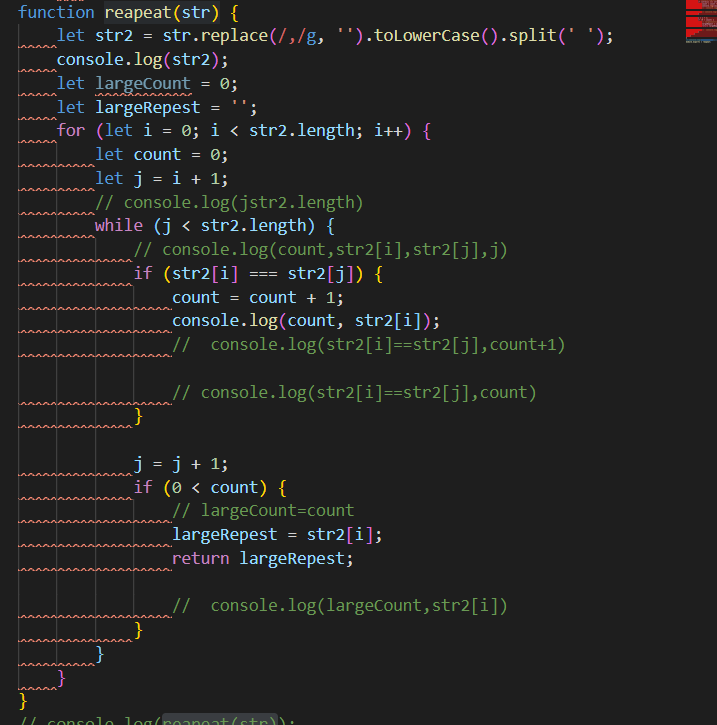 function reapeat(str) {
let str2 = str.replace(/,/g, '').toLowerCase().split(' ');
console.log(str2);
let largeCount = 0;
let largeRepest = '';
for (let i = 0; i < str2.length; i++) {
let count = 0;
let j = i + 1;
// console.log(jstr2.length)
while (j < str2.length) {
// console.log(count,str2[i],str2[j],j)
if (str2[i] === str2[j]) {
count = count + 1;
console.log(count, str2[i]);
//  console.log(str2[i]==str2[j],count+1)
// console.log(str2[i]==str2[j],count)
}
j = j + 1;
if (0 < count) {
// largeCount=count
largeRepest = str2[i];
return largeRepest;
//  console.log(largeCount,str2[i])
}
}
}
}
// console.log(reapeat(str));